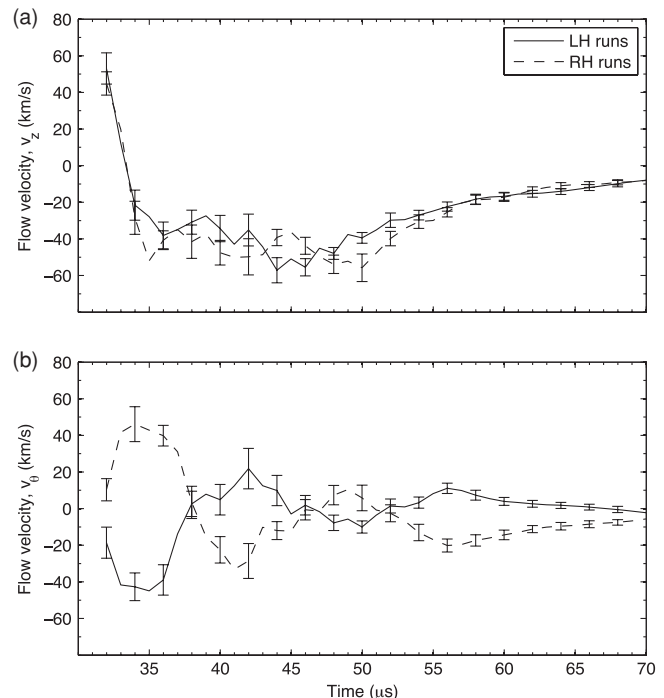 (a)
80
60
40
20
0
−20
−40
−60
Flow velocity, v_z (km/s)
LH runs
RH runs
(b)
80
60
40
20
0
−20
−40
−60
Flow velocity, v_θ (km/s)
35 40 45 50 55 60 65 70
Time (μs)